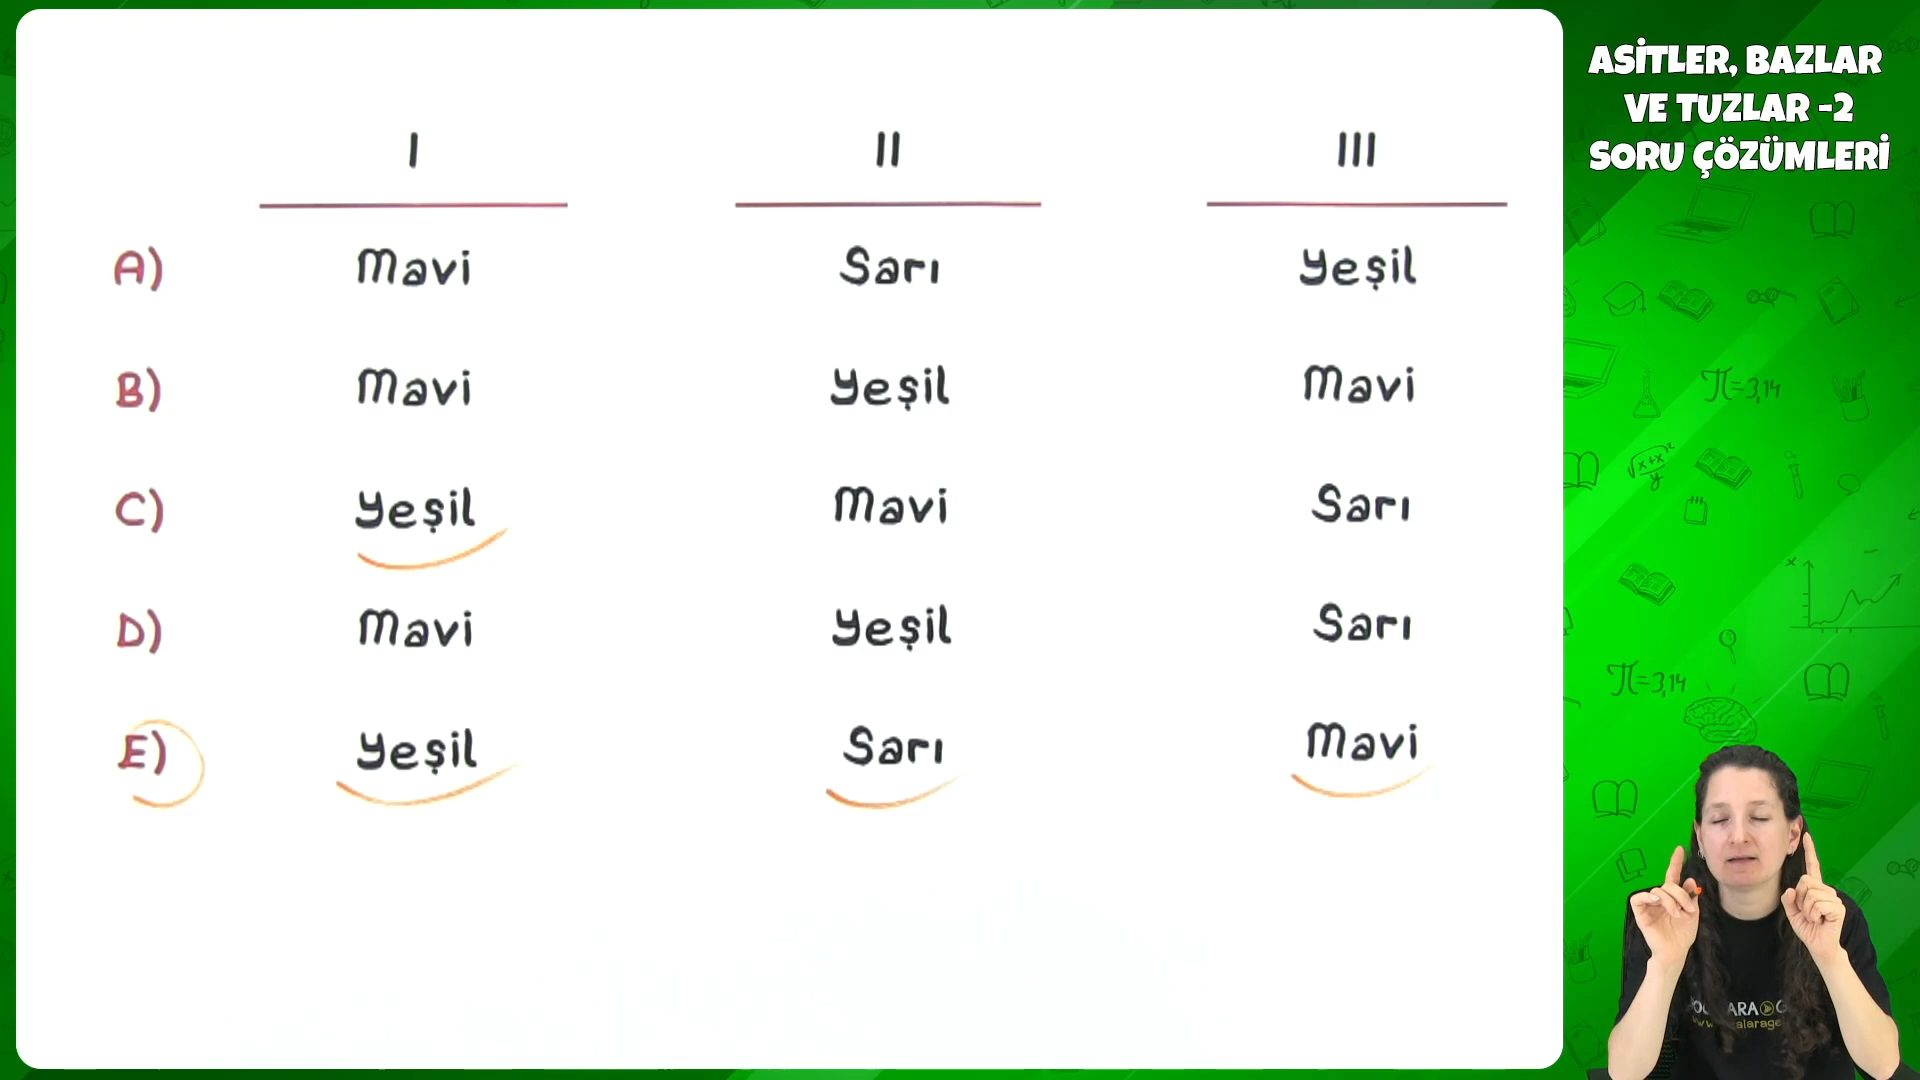 ASİTLER, BAZLAR
VE TUZLAR -2
SORU ÇÖZÜMLERİ
I II III
A) Mavi Sarı Yeşil
B) Mavi Yeşil Mavi
C) Yeşil Mavi Sarı
D) Mavi Yeşil Sarı
E) Yeşil Sarı Mavi
π=3,14
π=3,14